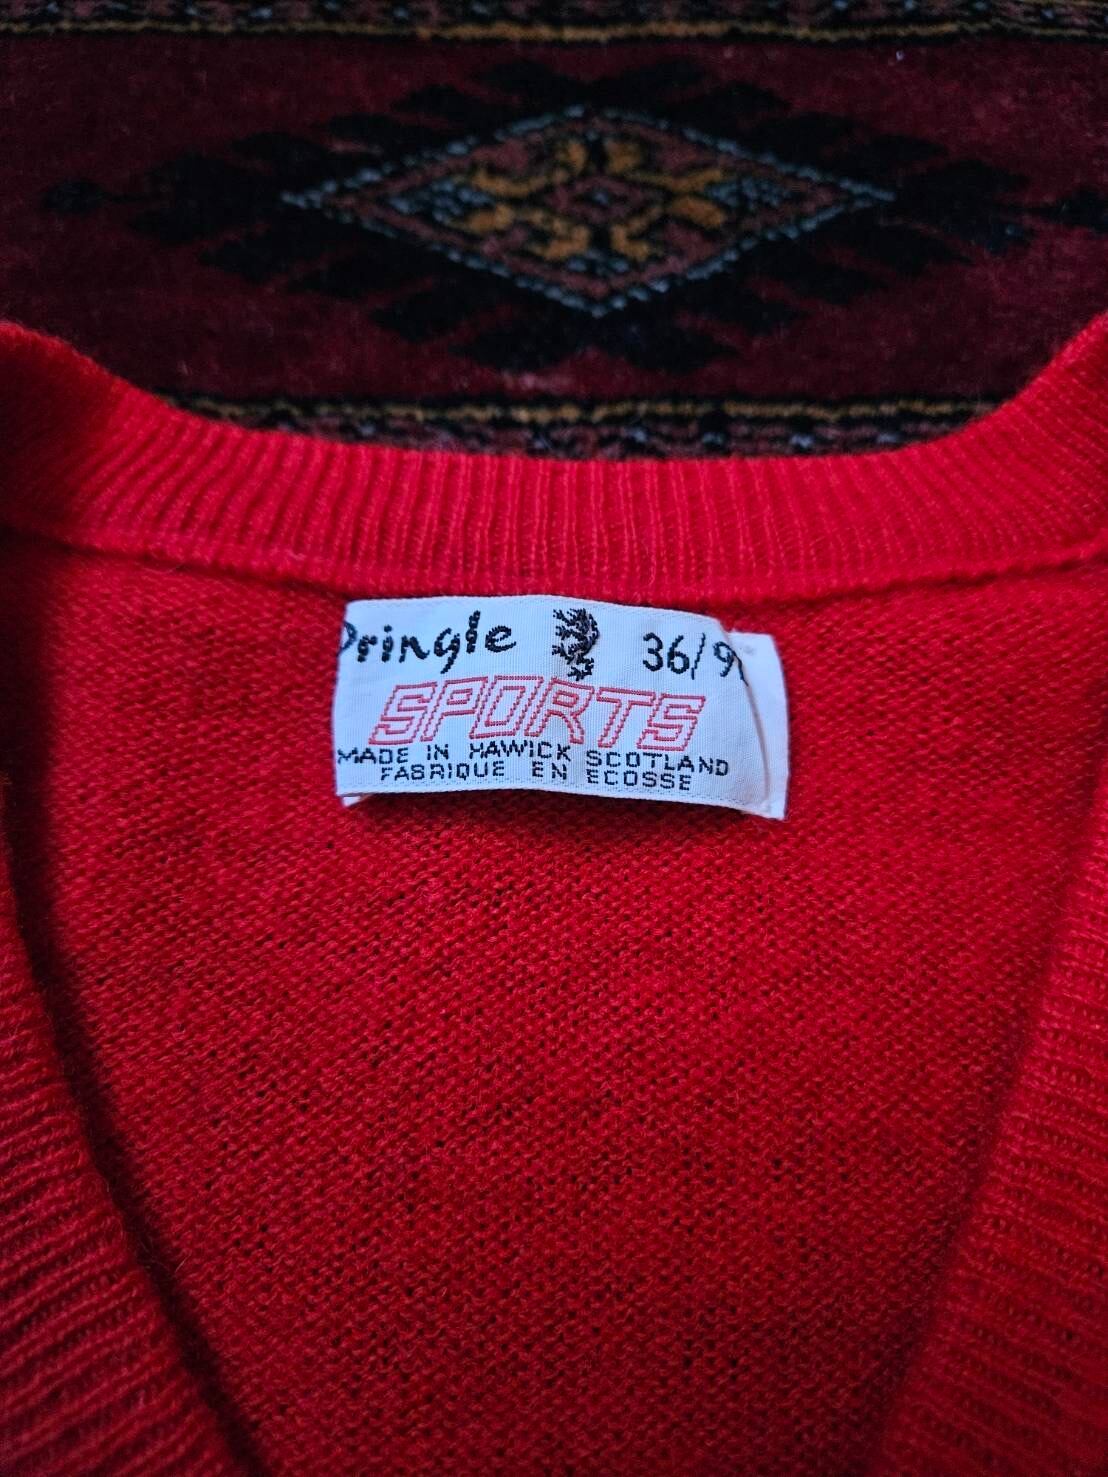 Pringle 36/9
SPORTS
MADE IN HAWICK SCOTLAND
FABRIQUE EN ECOSSE